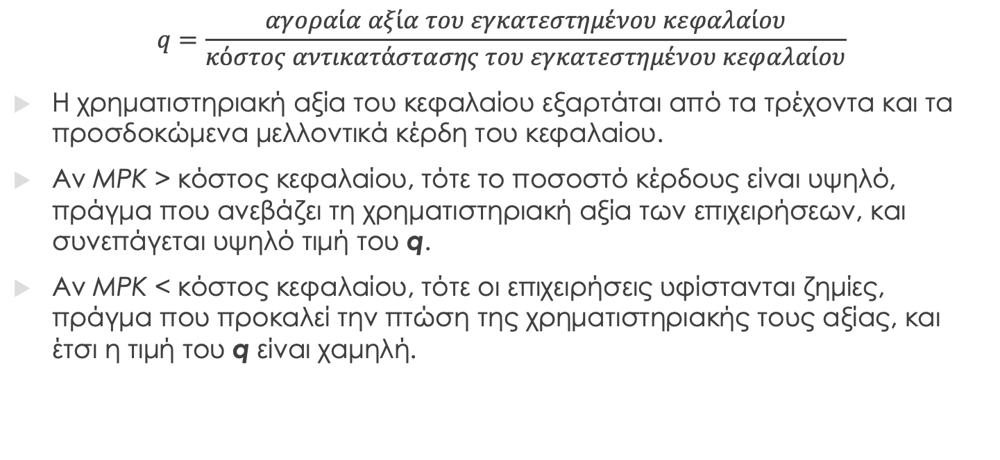 αγοραία αξία του εγκατεστημένου κεφαλαίου
q =
κόστος αντικατάστασης του εγκατεστημένου κεφαλαίου
Η χρηματιστηριακή αξία του κεφαλαίου εξαρτάται από τα τρέχοντα και τα
προσδοκώμενα μελλοντικά κέρδη του κεφαλαίου.
Αν MPK > κόστος κεφαλαίου, τότε το ποσοστό κέρδους είναι υψηλό,
πράγμα που ανεβάζει τη χρηματιστηριακή αξία των επιχειρήσεων, και
συνεπάγεται υψηλό τιμή του q.
Αν MPK < κόστος κεφαλαίου, τότε οι επιχειρήσεις υφίστανται ζημίες,
πράγμα που προκαλεί την πτώση της χρηματιστηριακής τους αξίας, και
έτσι η τιμή του q είναι χαμηλή.